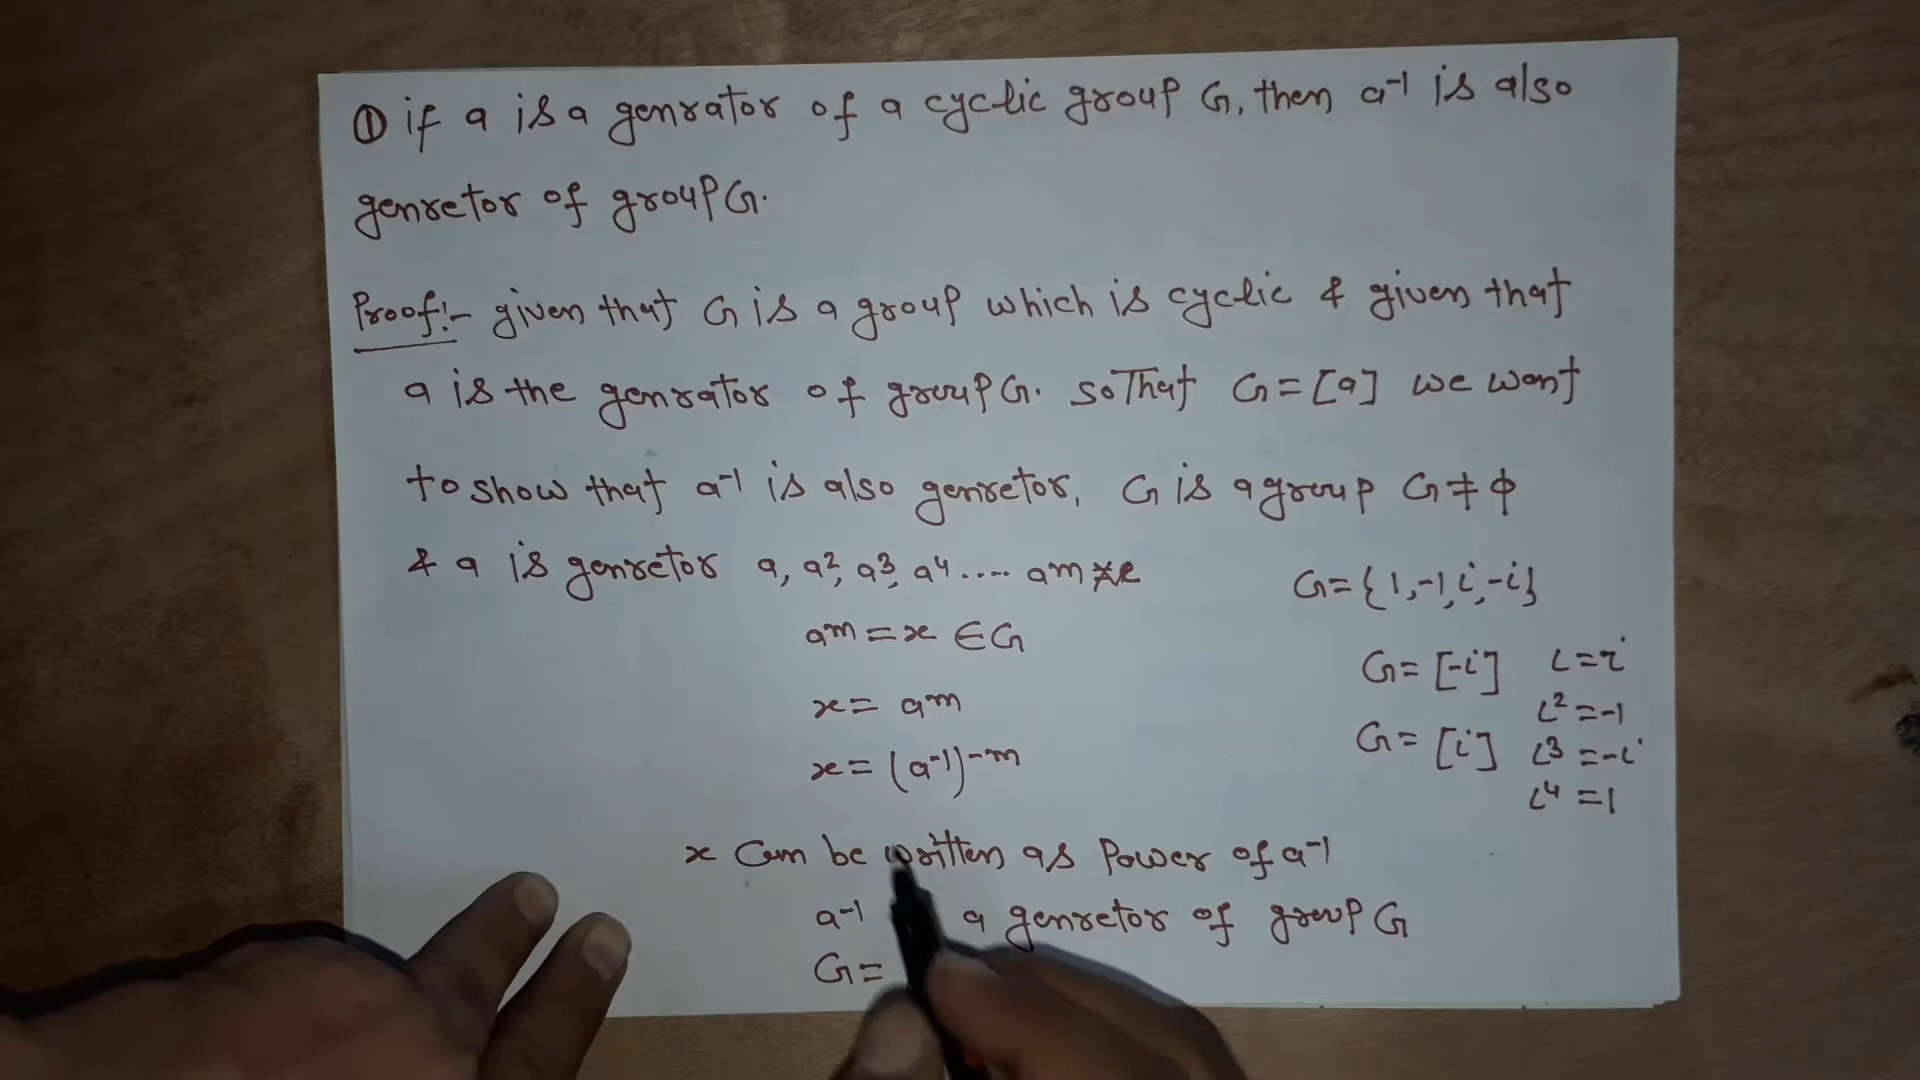 ① if a is a genrator of a cyclic group G, then a⁻¹ is also
genretor of group G.
Proof:- given that G is a group which is cyclic & given that
a is the genrator of group G. so That G=[a] we want
to show that a⁻¹ is also genretor, G is a group G≠ϕ
& a is genretor a, a², a³, a⁴.... aᵐ
G={1,-1,i,-i}
aᵐ=x ∈G
G=[-i] i=i
x= aᵐ
i²=-1
G=[i] i³=-i
x=(a⁻¹)⁻ᵐ
i⁴=1
x Can be written as Power of a⁻¹
a⁻¹ a genretor of group G
G=